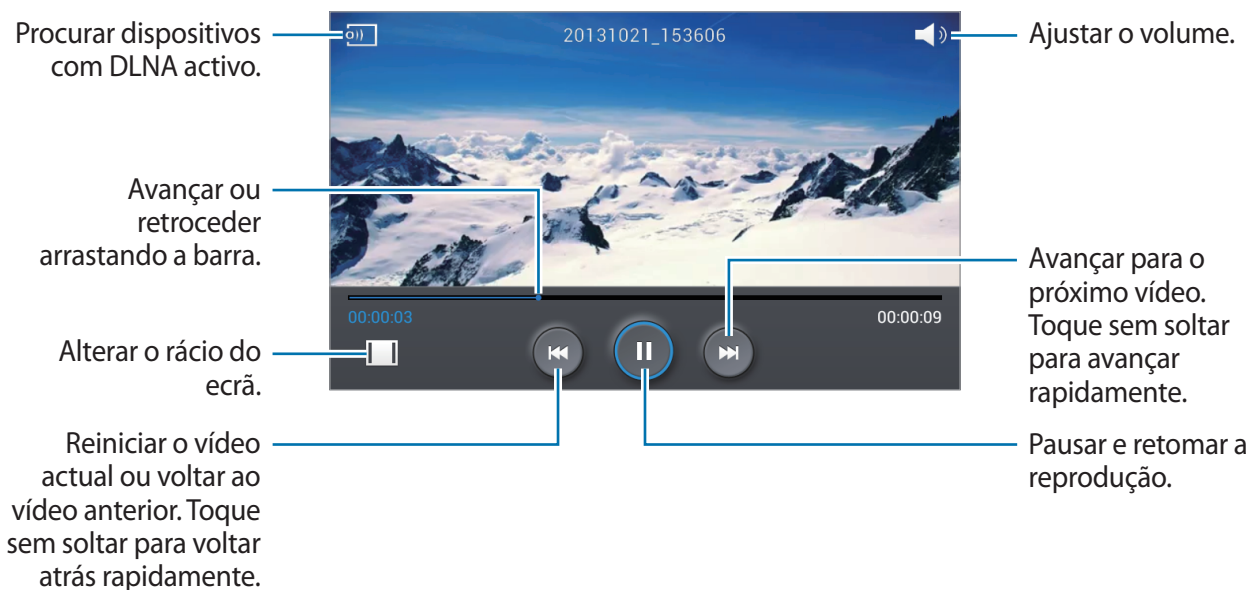 Procurar dispositivos
com DLNA activo.
20131021_153606
Ajustar o volume.
Avançar ou
retroceder
arrastando a barra.
00:00:03
00:00:09
Avançar para o
próximo vídeo.
Toque sem soltar
para avançar
rapidamente.
Alterar o rácio do
ecrã.
Reiniciar o vídeo
actual ou voltar ao
vídeo anterior. Toque
sem soltar para voltar
atrás rapidamente.
Pausar e retomar a
reprodução.